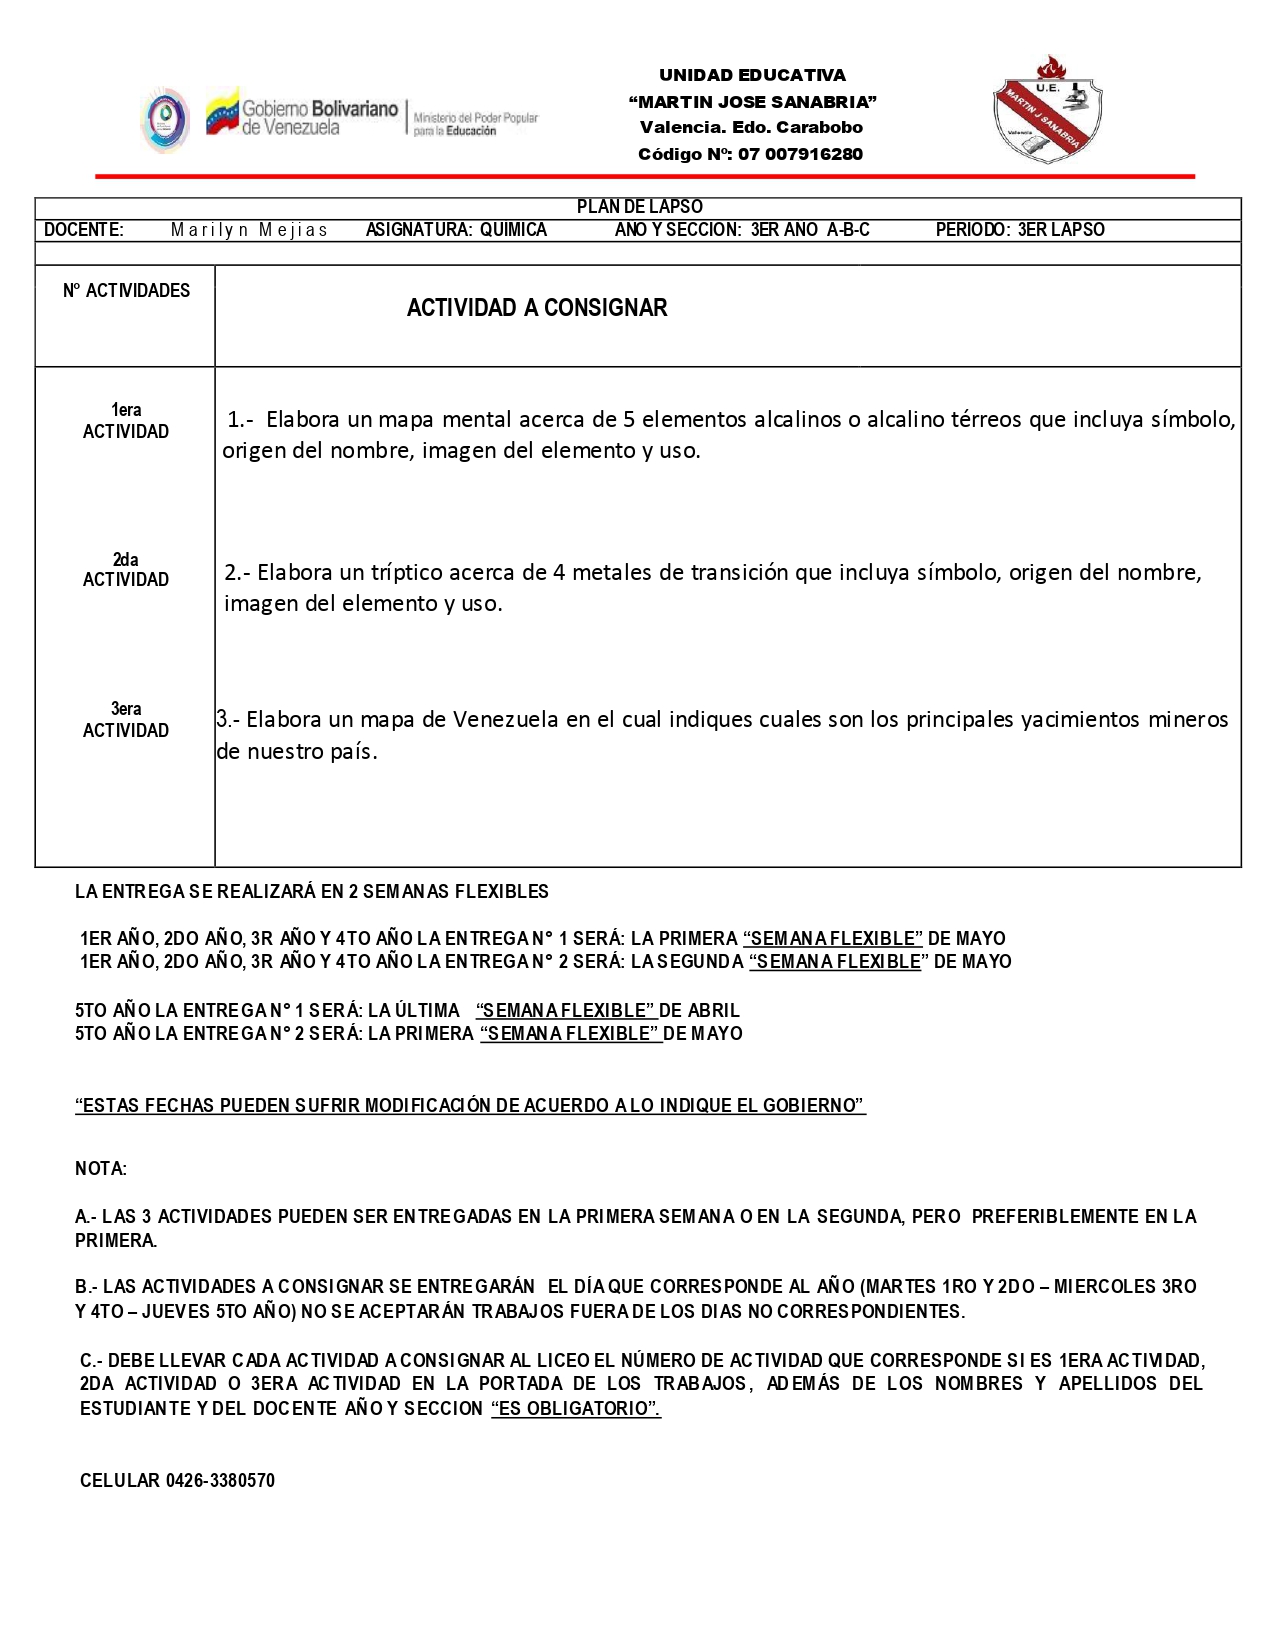 Gobierno Bolivariano
de Venezuela
Ministerio del Poder Popular
para la Educación
UNIDAD EDUCATIVA
“MARTIN JOSE SANABRIA”
Valencia. Edo. Carabobo
Código Nº: 07 007916280
U.E.
MARTIN J SANABRIA
Valencia
PLAN DE LAPSO
DOCENTE: Marilyn Mejias ASIGNATURA: QUIMICA ANO Y SECCION: 3ER ANO A-B-C PERIODO: 3ER LAPSO
Nº ACTIVIDADES
ACTIVIDAD A CONSIGNAR
1era
ACTIVIDAD
1.- Elabora un mapa mental acerca de 5 elementos alcalinos o alcalino térreos que incluya símbolo,
origen del nombre, imagen del elemento y uso.
2da
ACTIVIDAD
2.- Elabora un tríptico acerca de 4 metales de transición que incluya símbolo, origen del nombre,
imagen del elemento y uso.
3era
ACTIVIDAD
3.- Elabora un mapa de Venezuela en el cual indiques cuales son los principales yacimientos mineros
de nuestro país.
LA ENTREGA SE REALIZARÁ EN 2 SEMANAS FLEXIBLES
1ER AÑO, 2DO AÑO, 3R AÑO Y 4TO AÑO LA ENTREGA N° 1 SERÁ: LA PRIMERA “SEMANA FLEXIBLE” DE MAYO
1ER AÑO, 2DO AÑO, 3R AÑO Y 4TO AÑO LA ENTREGA N° 2 SERÁ: LA SEGUNDA “SEMANA FLEXIBLE” DE MAYO
5TO AÑO LA ENTREGA N° 1 SERÁ: LA ÚLTIMA “SEMANA FLEXIBLE” DE ABRIL
5TO AÑO LA ENTREGA N° 2 SERÁ: LA PRIMERA “SEMANA FLEXIBLE” DE MAYO
“ESTAS FECHAS PUEDEN SUFRIR MODIFICACIÓN DE ACUERDO A LO INDIQUE EL GOBIERNO”
NOTA:
A.- LAS 3 ACTIVIDADES PUEDEN SER ENTREGADAS EN LA PRIMERA SEMANA O EN LA SEGUNDA, PERO PREFERIBLEMENTE EN LA
PRIMERA.
B.- LAS ACTIVIDADES A CONSIGNAR SE ENTREGARÁN EL DÍA QUE CORRESPONDE AL AÑO (MARTES 1RO Y 2DO – MIERCOLES 3RO
Y 4TO – JUEVES 5TO AÑO) NO SE ACEPTARÁN TRABAJOS FUERA DE LOS DIAS NO CORRESPONDIENTES.
C.- DEBE LLEVAR CADA ACTIVIDAD A CONSIGNAR AL LICEO EL NÚMERO DE ACTIVIDAD QUE CORRESPONDE SI ES 1ERA ACTIVIDAD,
2DA ACTIVIDAD O 3ERA ACTIVIDAD EN LA PORTADA DE LOS TRABAJOS, ADEMÁS DE LOS NOMBRES Y APELLIDOS DEL
ESTUDIANTE Y DEL DOCENTE AÑO Y SECCION “ES OBLIGATORIO”.
CELULAR 0426-3380570